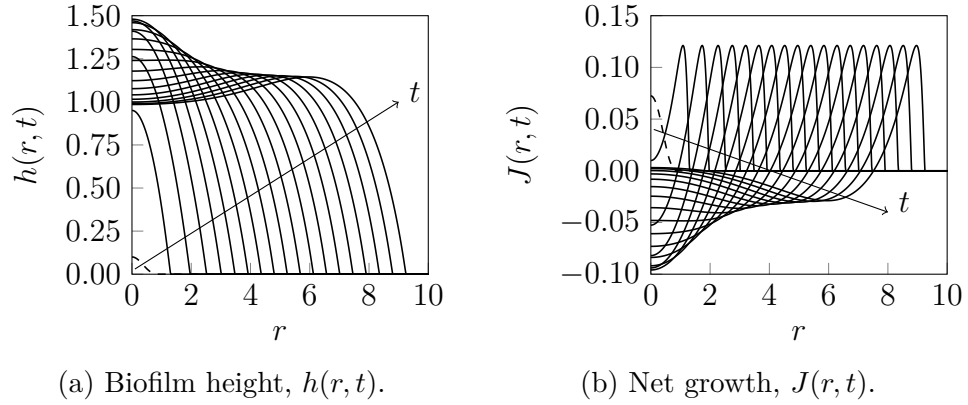 1.50
1.25
1.00
0.75
0.50
0.25
0.00
h(r, t)
t
0 2 4 6 8 10
r
(a) Biofilm height, h(r, t).
0.15
0.10
0.05
0.00
−0.05
−0.10
J(r, t)
t
0 2 4 6 8 10
r
(b) Net growth, J(r, t).